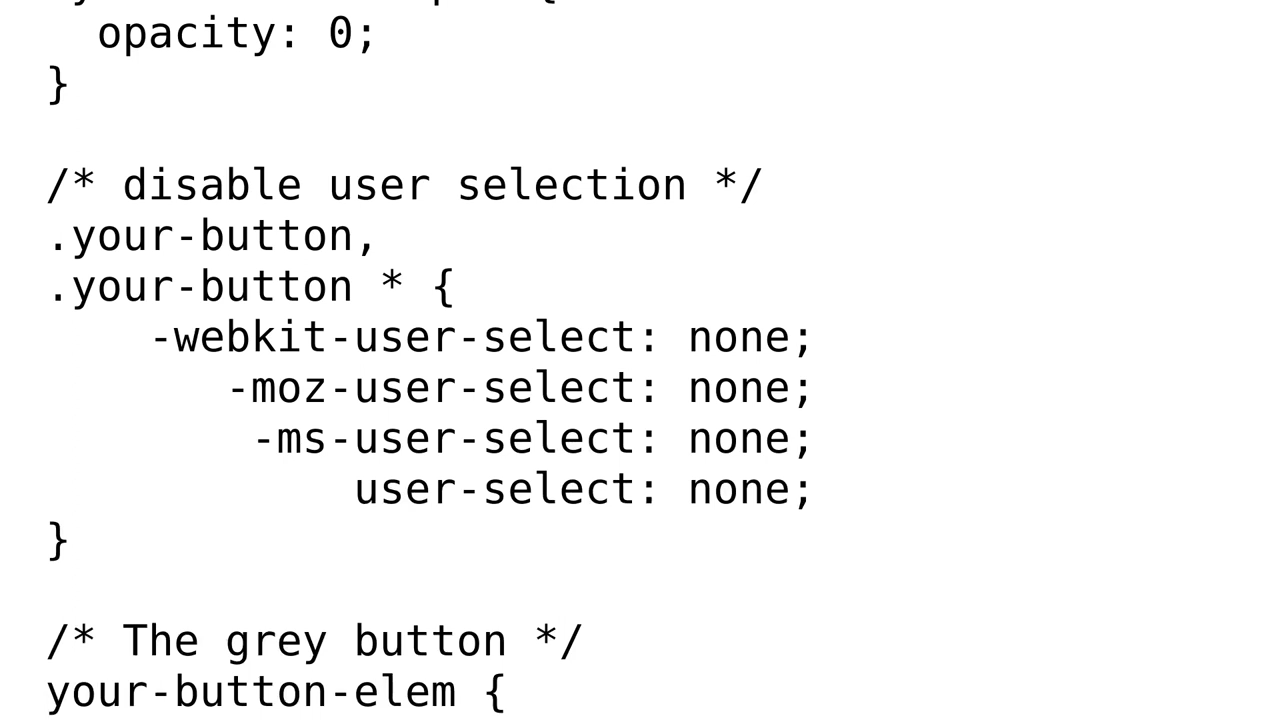 opacity: 0;
}
/* disable user selection */
.your-button,
.your-button * {
-webkit-user-select: none;
-moz-user-select: none;
-ms-user-select: none;
user-select: none;
}
/* The grey button */
your-button-elem {